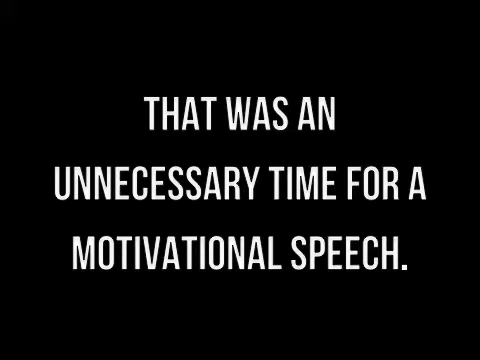 THAT WAS AN
UNNECESSARY TIME FOR A
MOTIVATIONAL SPEECH.